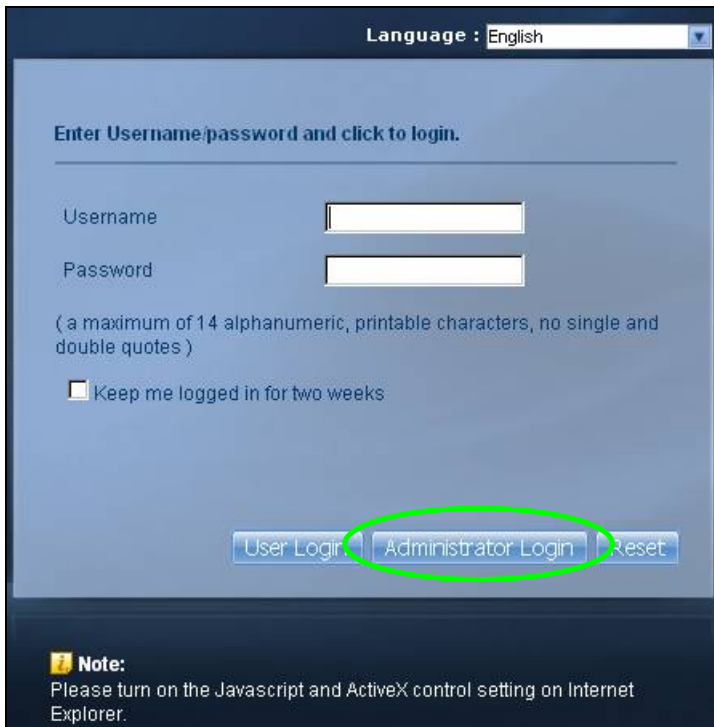 Language : English
Enter Username/password and click to login.
Username
Password
( a maximum of 14 alphanumeric, printable characters, no single and
double quotes )
Keep me logged in for two weeks
User Login Administrator Login Reset
Note:
Please turn on the Javascript and ActiveX control setting on Internet
Explorer.